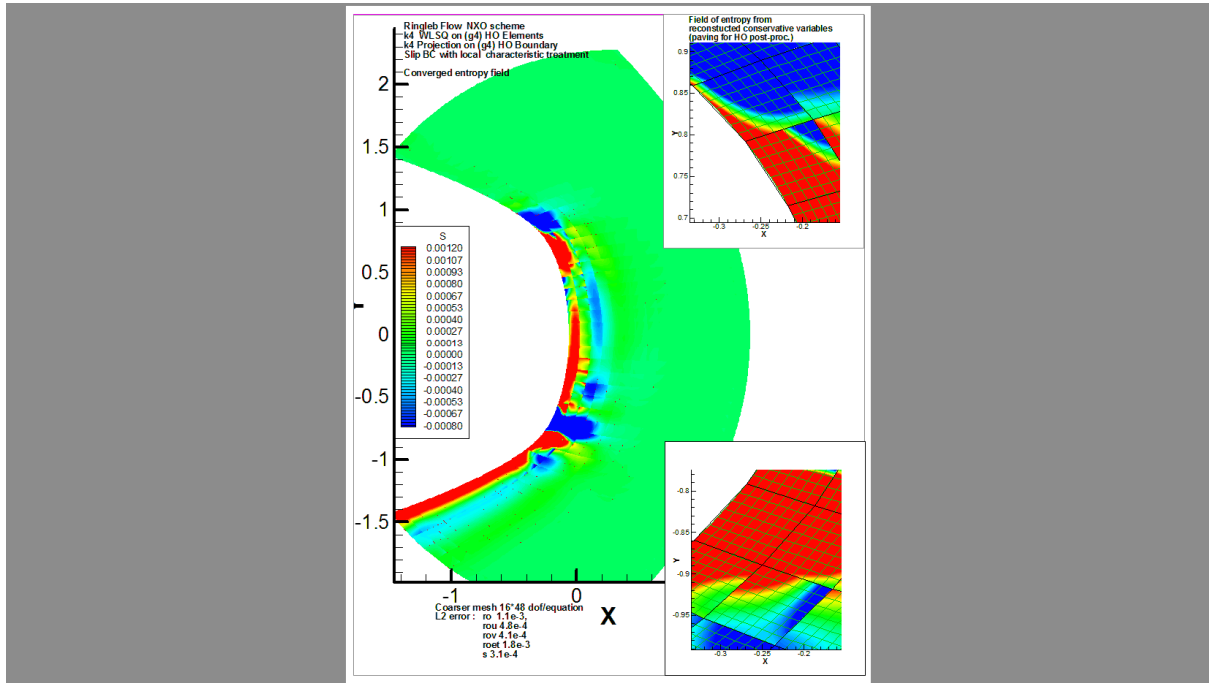 Ringleb Flow NXO scheme
k4 WLSQ on (g4) HO Elements
k4 Projection on (g4) HO Boundary
Slip BC with local characteristic treatment
Converged entropy field
2
1.5
1
0.5
0
-0.5
-1
-1.5
Y
S
0.00120
0.00107
0.00093
0.00080
0.00067
0.00053
0.00040
0.00027
0.00013
0.00000
-0.00013
-0.00027
-0.00040
-0.00053
-0.00067
-0.00080
-1
0
X
Coarser mesh 16*48 dof/equation
L2 error : ro 1.1e-3,
rou 4.8e-4
rov 4.1e-4
roet 1.8e-3
s 3.1e-4
Field of entropy from
reconstucted conservative variables
(paving for HO post-proc.)
0.9
0.85
0.8
0.75
0.7
Y
-0.3
-0.25
-0.2
X
-0.8
-0.85
-0.9
-0.95
Y
-0.3
-0.25
-0.2
X